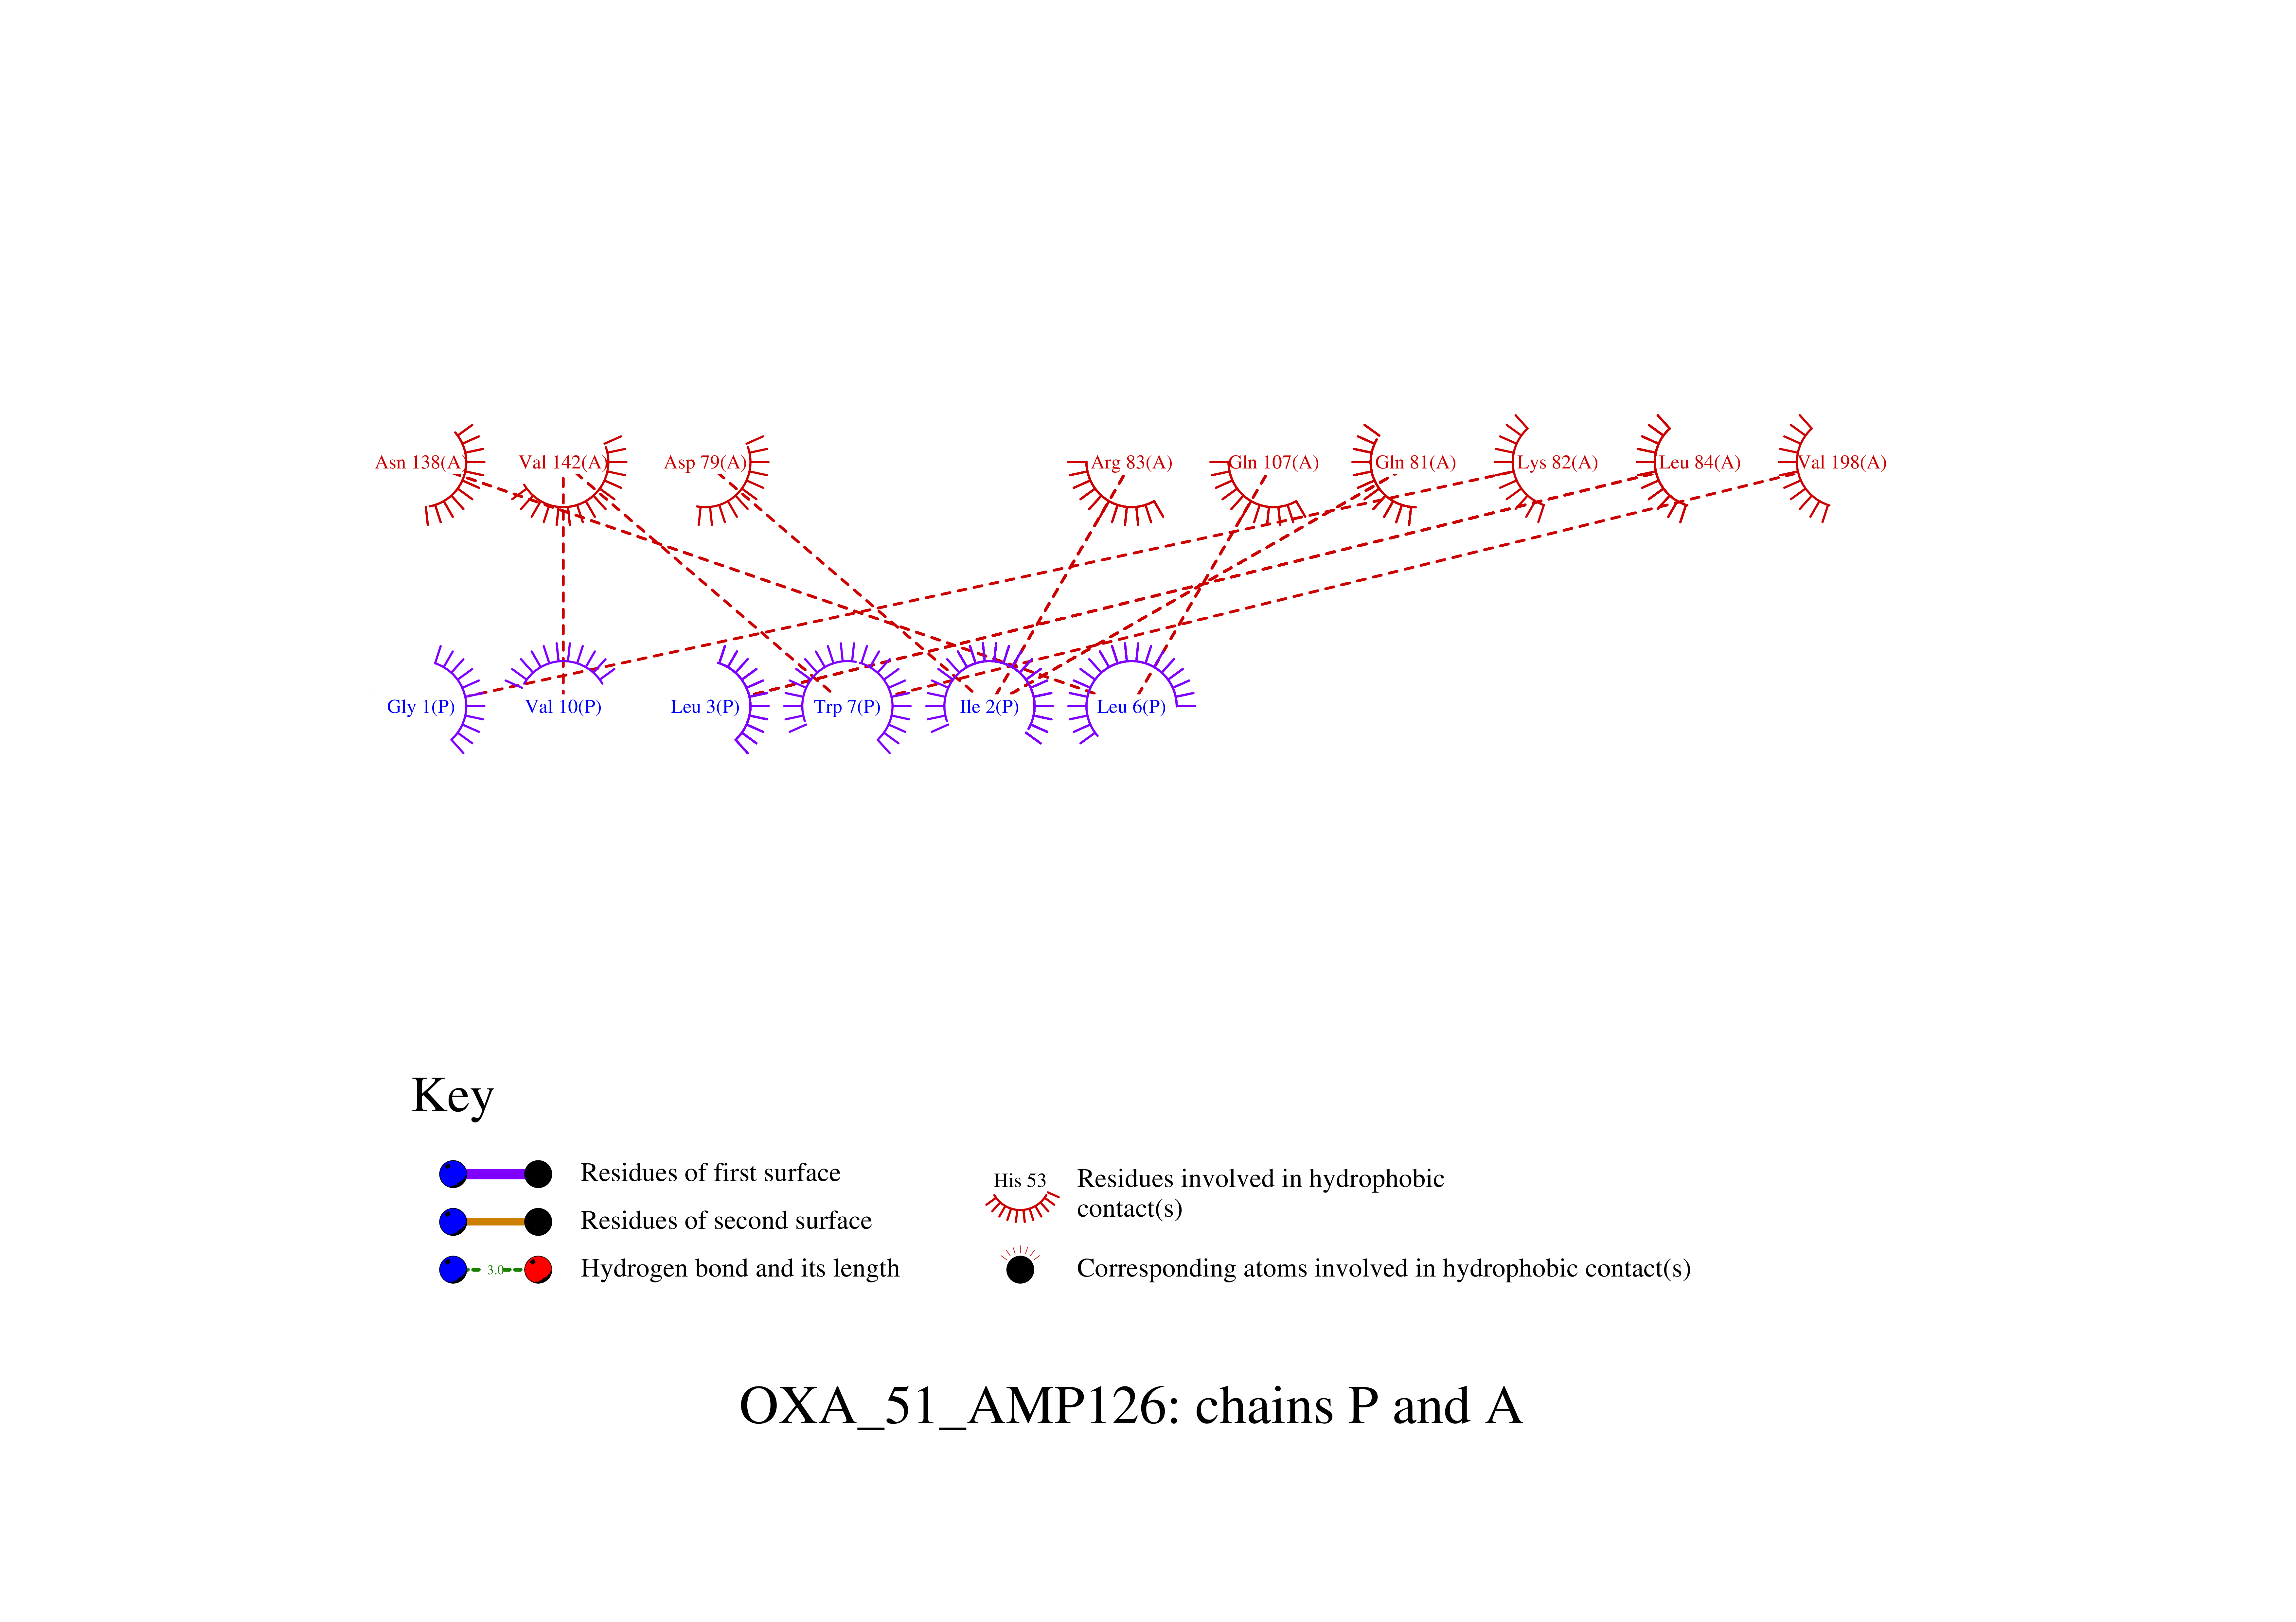 Asn 138(A) Val 142(A) Asp 79(A) Arg 83(A) Gln 107(A) Gln 81(A) Lys 82(A) Leu 84(A) Val 198(A)
Gly 1(P) Val 10(P) Leu 3(P) Trp 7(P) Ile 2(P) Leu 6(P)
Key
Residues of first surface
Residues of second surface
3.0 Hydrogen bond and its length
His 53 Residues involved in hydrophobic
contact(s)
Corresponding atoms involved in hydrophobic contact(s)
OXA_51_AMP126: chains P and A